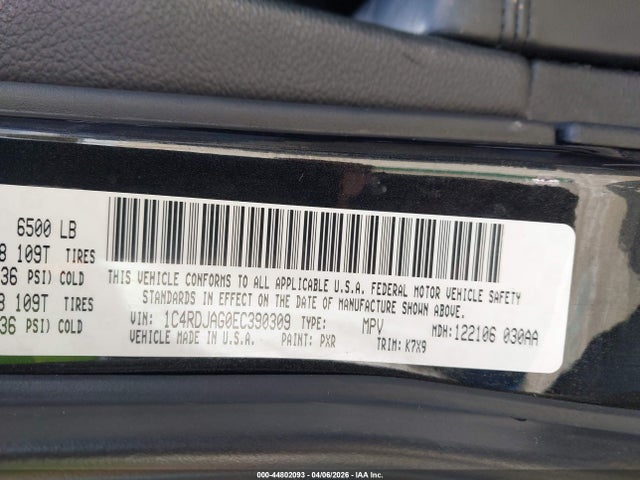 6500 LB
8 109T TIRES
36 PSI) COLD
8 109T TIRES
36 PSI) COLD
THIS VEHICLE CONFORMS TO ALL APPLICABLE U.S.A. FEDERAL MOTOR VEHICLE SAFETY
STANDARDS IN EFFECT ON THE DATE OF MANUFACTURE SHOWN ABOVE.
VIN: 1C4RDJAG0EC390309 TYPE: MPV MDH: 122106 030AA
VEHICLE MADE IN U.S.A. PAINT: PXR TRIM: K7X9
000-44802093 - 04/06/2026 - IAA Inc.